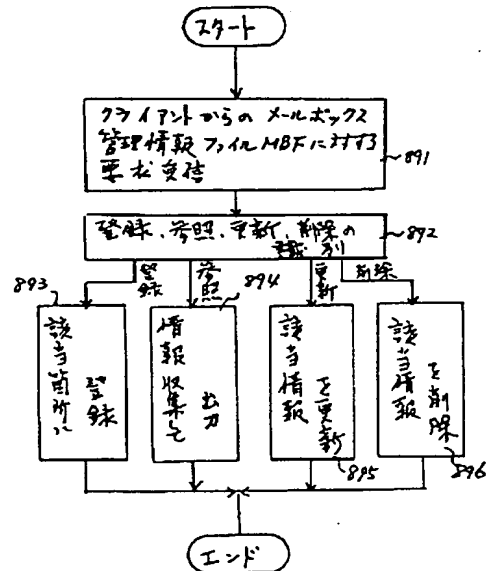 スタート
クライアントからの メールボックス
管理情報ファイルMBFに対する
要求受信
891
登録、参照、更新、削除の
識別
892
登録
参照
更新
削除
893
該当箇所に
登録
894
情報収集して
出力
該当情報
を更新
895
該当情報
を削除
896
エンド